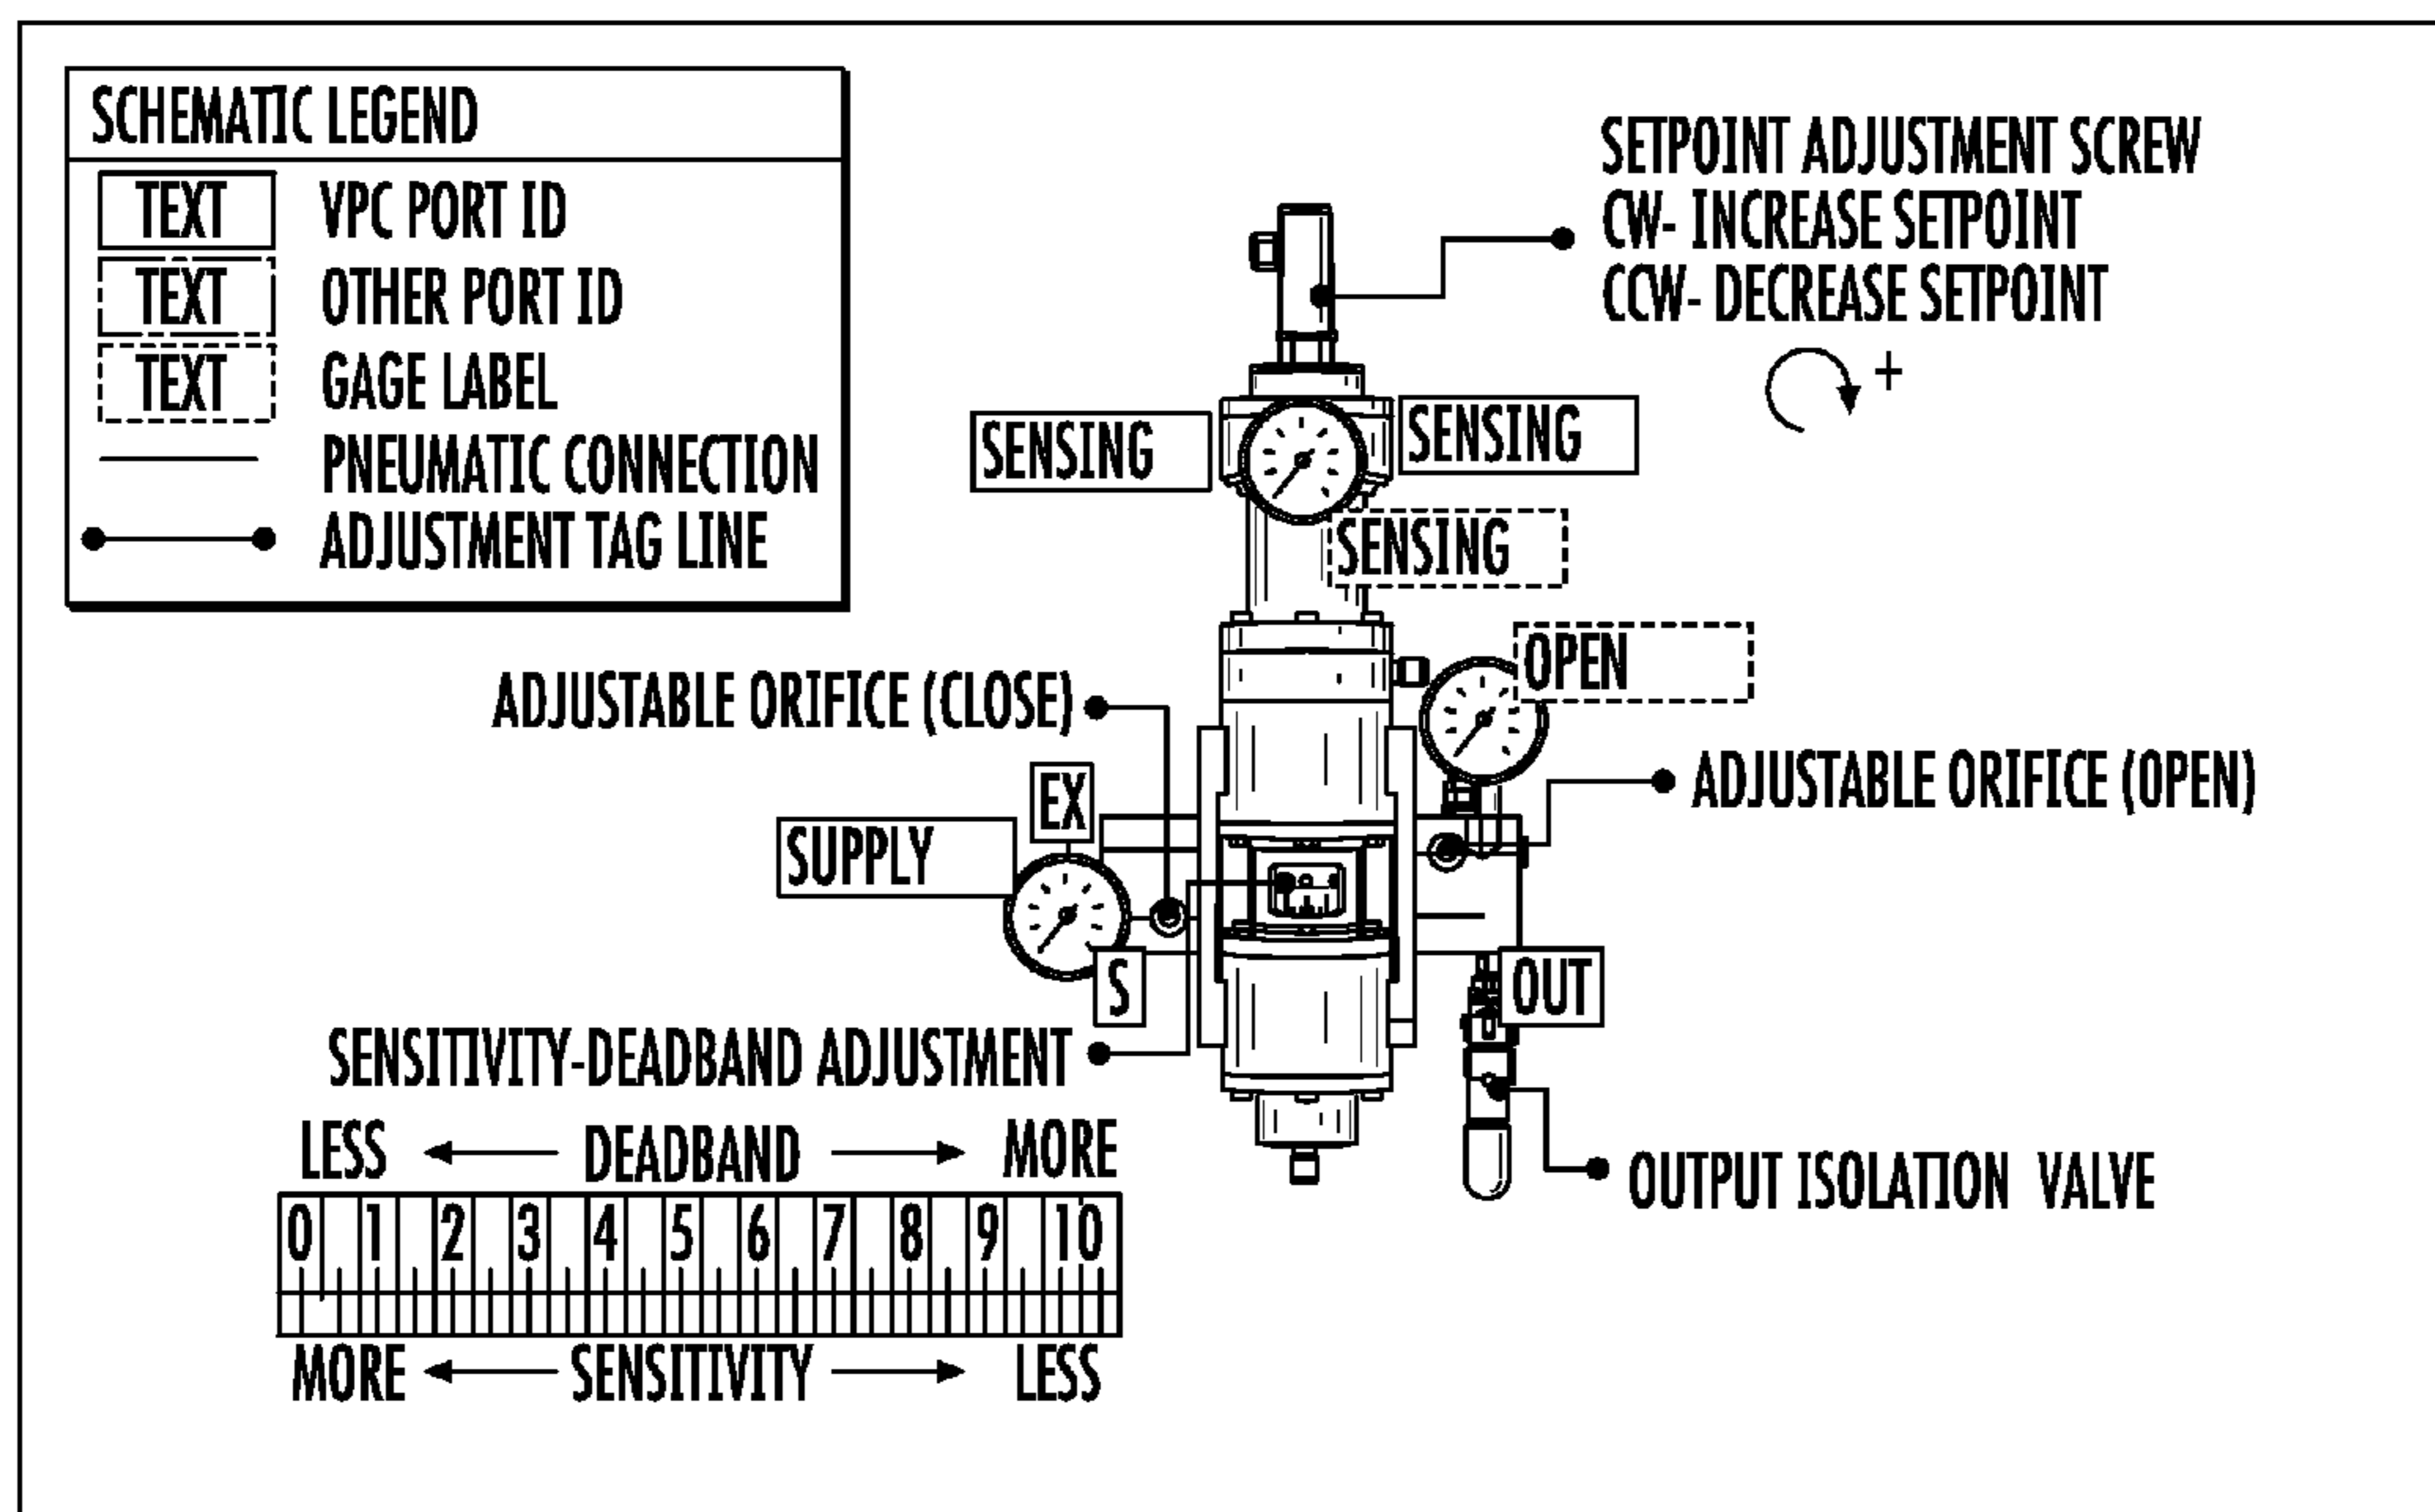 SCHEMATIC LEGEND
TEXT VPC PORT ID
TEXT OTHER PORT ID
TEXT GAGE LABEL
PNEUMATIC CONNECTION
ADJUSTMENT TAG LINE
SETPOINT ADJUSTMENT SCREW
CW- INCREASE SETPOINT
CCW- DECREASE SETPOINT
+
SENSING
SENSING
SENSING
OPEN
ADJUSTABLE ORIFICE (CLOSE)
ADJUSTABLE ORIFICE (OPEN)
EX
SUPPLY
S
OUT
SENSITIVITY-DEADBAND ADJUSTMENT
LESS DEADBAND MORE
0 1 2 3 4 5 6 7 8 9 10
MORE SENSITIVITY LESS
OUTPUT ISOLATION VALVE